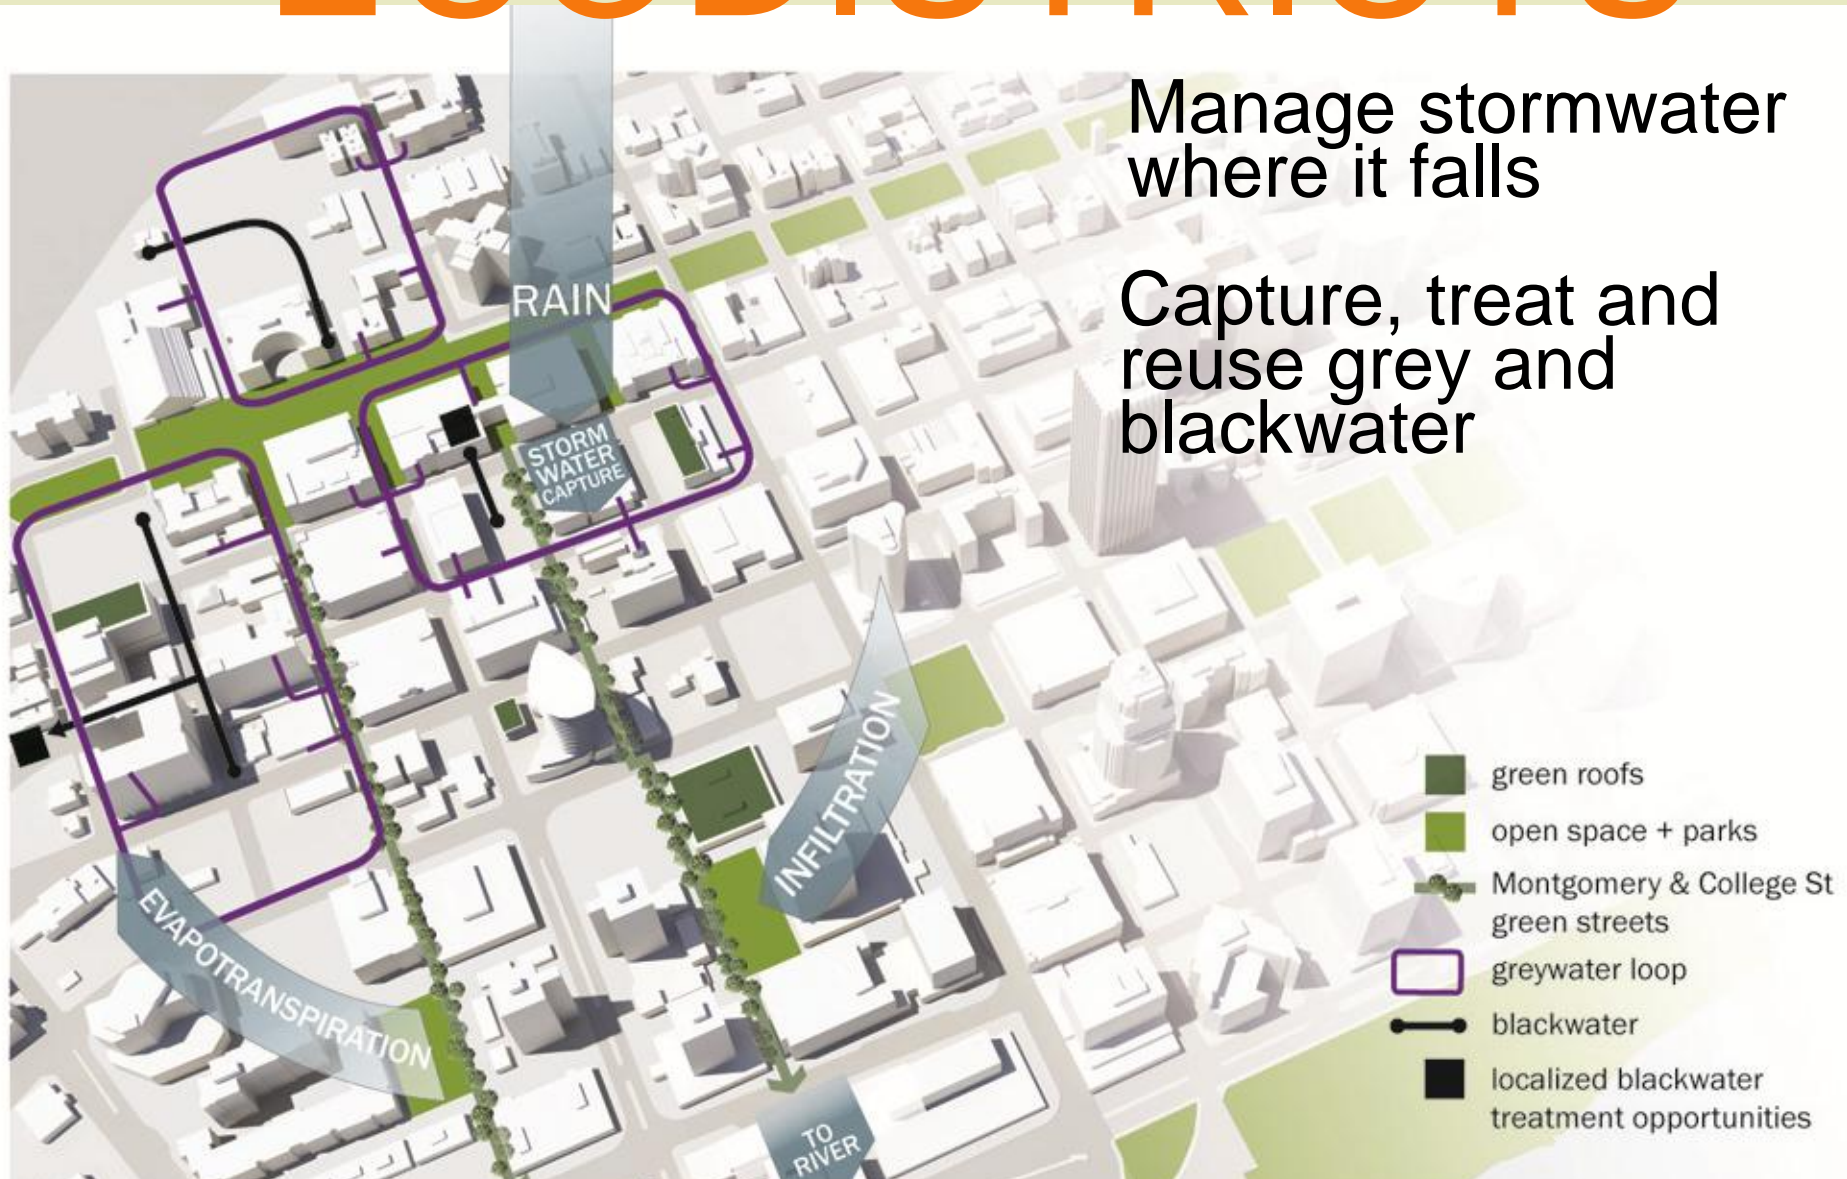 ECODISTRICTS
Manage stormwater
where it falls
Capture, treat and
reuse grey and
blackwater
RAIN
STORM
WATER
CAPTURE
INFILTRATION
EVAPOTRANSPIRATION
TO
RIVER
green roofs
open space + parks
Montgomery & College St
green streets
greywater loop
blackwater
localized blackwater
treatment opportunities